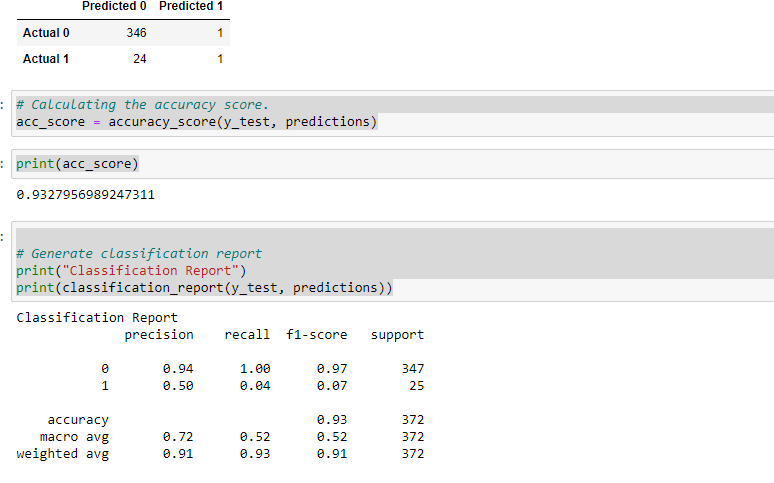 Predicted 0 Predicted 1
Actual 0 346 1
Actual 1 24 1
: # Calculating the accuracy score.
acc_score = accuracy_score(y_test, predictions)
: print(acc_score)
0.9327956989247311
:
# Generate classification report
print("Classification Report")
print(classification_report(y_test, predictions))
Classification Report
precision recall f1-score support
0 0.94 1.00 0.97 347
1 0.50 0.04 0.07 25
accuracy 0.93 372
macro avg 0.72 0.52 0.52 372
weighted avg 0.91 0.93 0.91 372